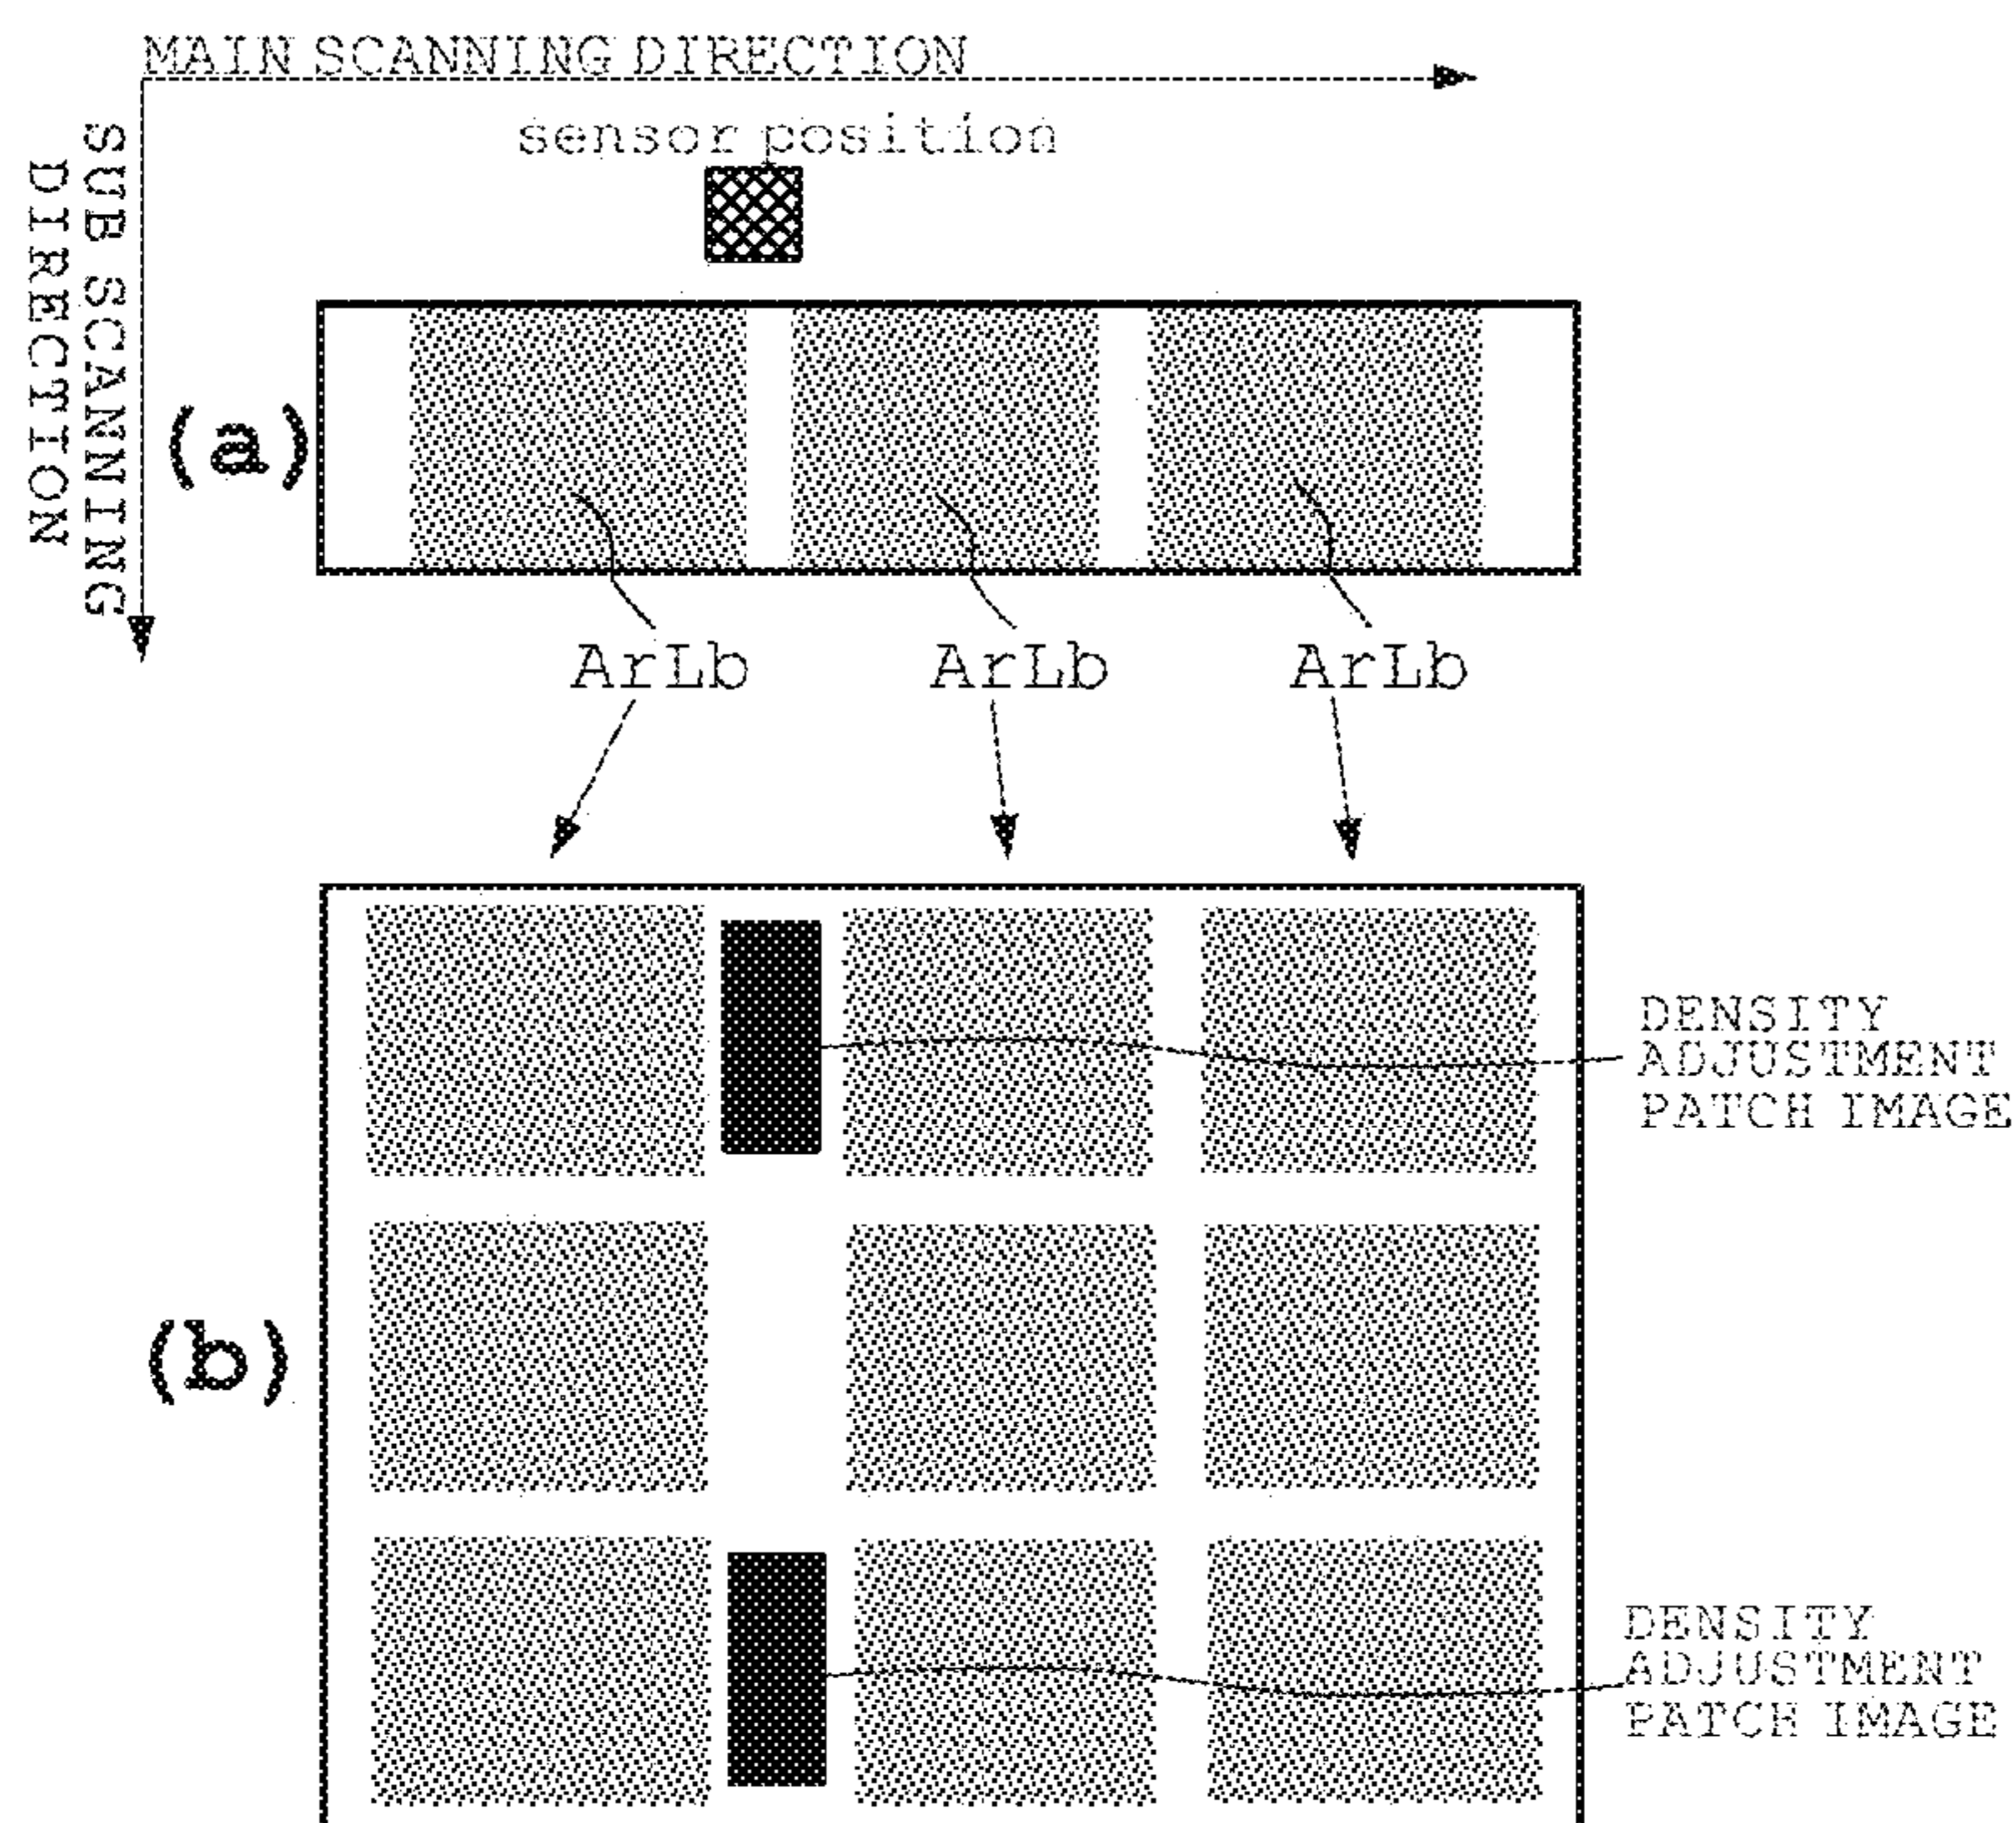 MAIN SCANNING DIRECTION
sensor position
SUB SCANNING
DIRECTION
(a)
ArLb ArLb ArLb
DENSITY
ADJUSTMENT
PATCH IMAGE
(b)
DENSITY
ADJUSTMENT
PATCH IMAGE